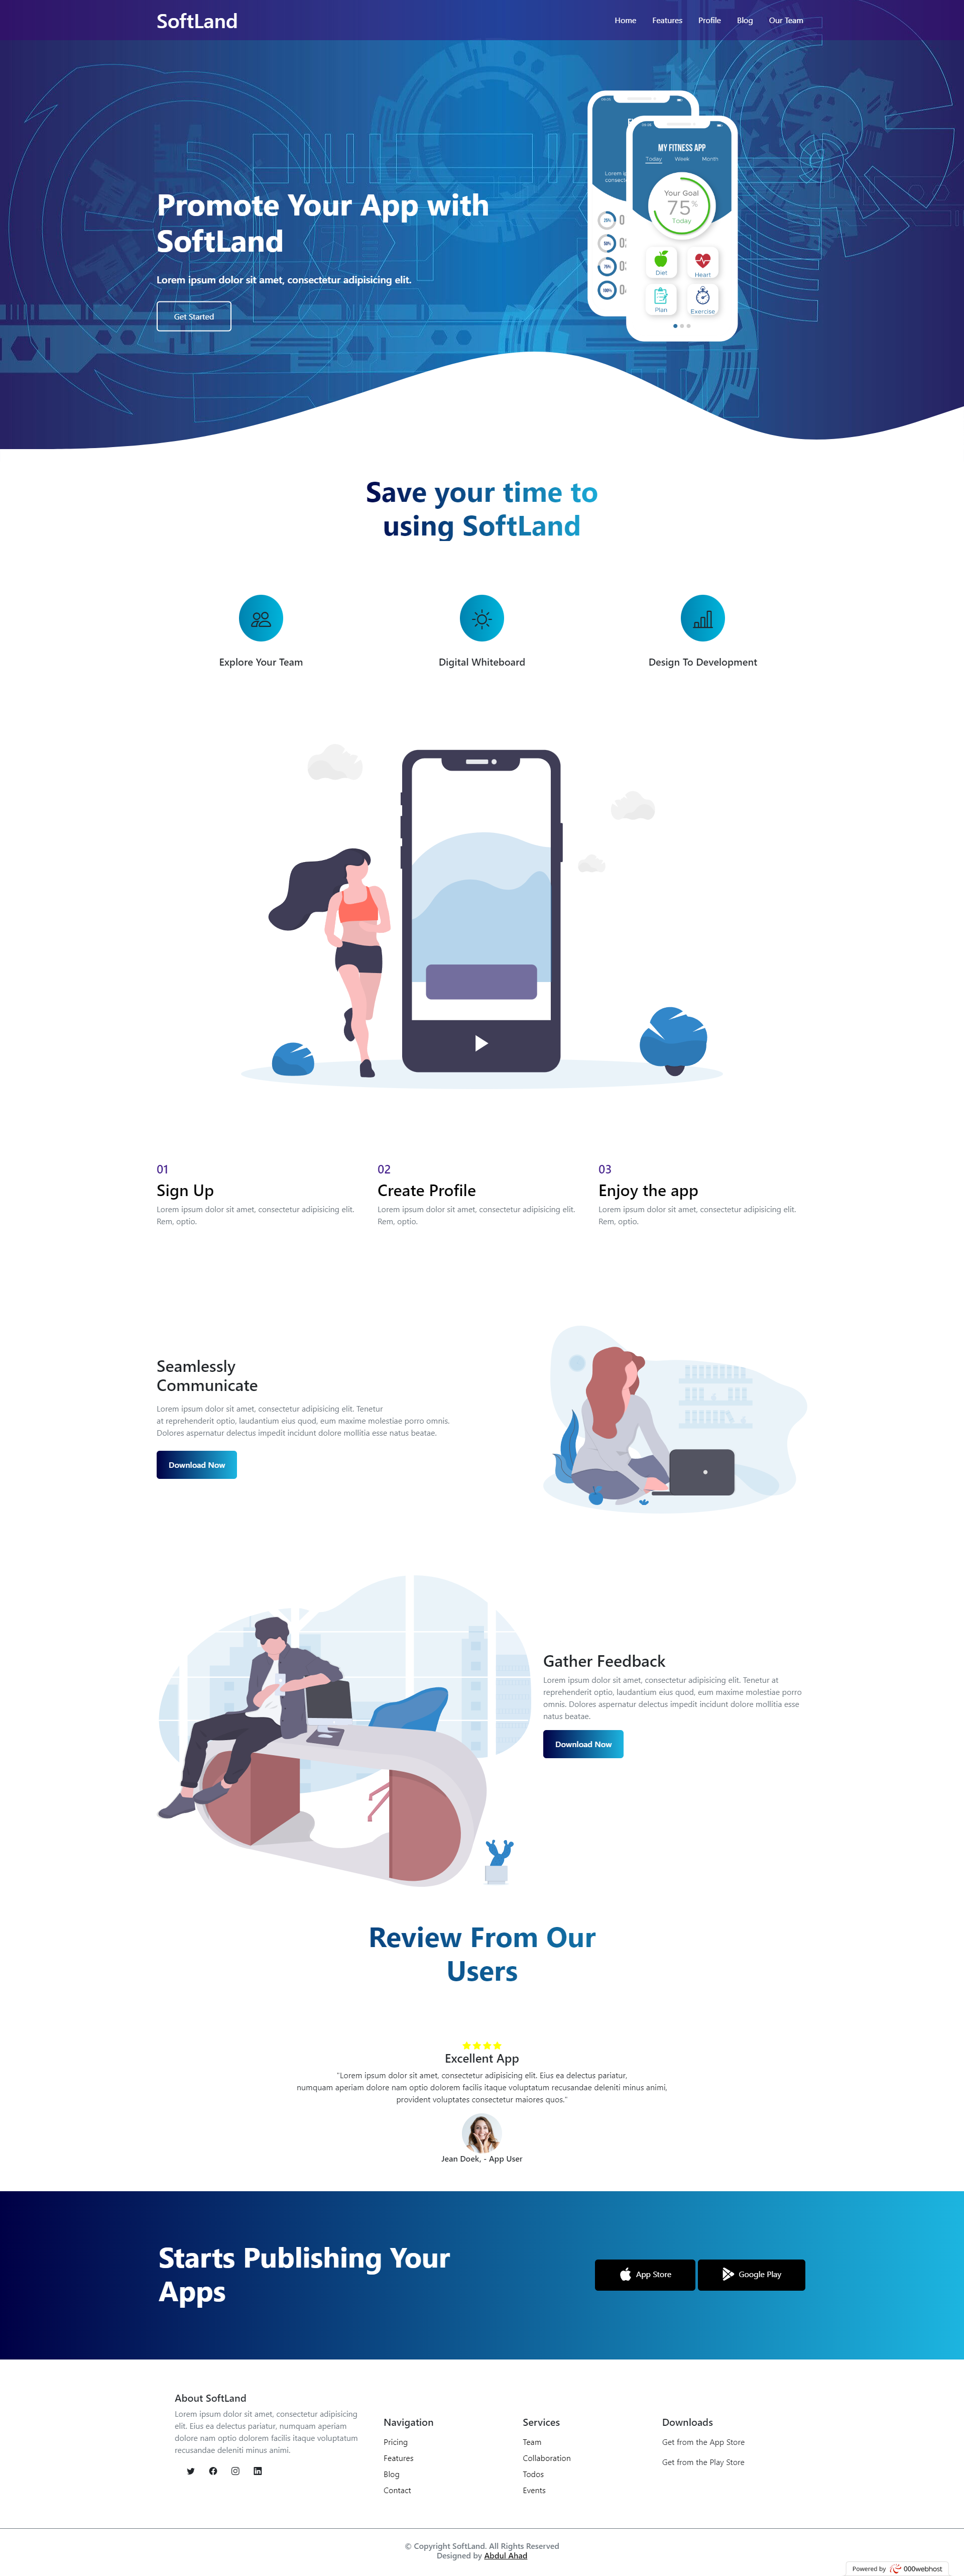 SoftLand
Home Features Profile Blog Our Team
Promote Your App with
SoftLand
Lorem ipsum dolor sit amet, consectetur adipisicing elit.
Get Started
MY FITNESS APP
Today Week Month
Your Goal
75%
Today
Lorem
consec
25%
50%
75%
100%
Diet
Heart
Plan
Exercise
Save your time to
using SoftLand
Explore Your Team
Digital Whiteboard
Design To Development
01
Sign Up
Lorem ipsum dolor sit amet, consectetur adipisicing elit.
Rem, optio.
02
Create Profile
Lorem ipsum dolor sit amet, consectetur adipisicing elit.
Rem, optio.
03
Enjoy the app
Lorem ipsum dolor sit amet, consectetur adipisicing elit.
Rem, optio.
Seamlessly
Communicate
Lorem ipsum dolor sit amet, consectetur adipisicing elit. Tenetur
at reprehenderit optio, laudantium eius quod, eum maxime molestiae porro omnis.
Dolores aspernatur delectus impedit incidunt dolore mollitia esse natus beatae.
Download Now
Gather Feedback
Lorem ipsum dolor sit amet, consectetur adipisicing elit. Tenetur at
reprehenderit optio, laudantium eius quod, eum maxime molestiae porro
omnis. Dolores aspernatur delectus impedit incidunt dolore mollitia esse
natus beatae.
Download Now
Review From Our
Users
Excellent App
"Lorem ipsum dolor sit amet, consectetur adipisicing elit. Eius ea delectus pariatur,
numquam aperiam dolore nam optio dolorem facilis itaque voluptatum recusandae deleniti minus animi,
provident voluptates consectetur maiores quos."
Jean Doek, - App User
Starts Publishing Your
Apps
App Store
Google Play
About SoftLand
Lorem ipsum dolor sit amet, consectetur adipisicing
elit. Eius ea delectus pariatur, numquam aperiam
dolore nam optio dolorem facilis itaque voluptatum
recusandae deleniti minus animi.
Navigation
Pricing
Features
Blog
Contact
Services
Team
Collaboration
Todos
Events
Downloads
Get from the App Store
Get from the Play Store
© Copyright SoftLand. All Rights Reserved
Designed by Abdul Ahad
Powered by 000webhost